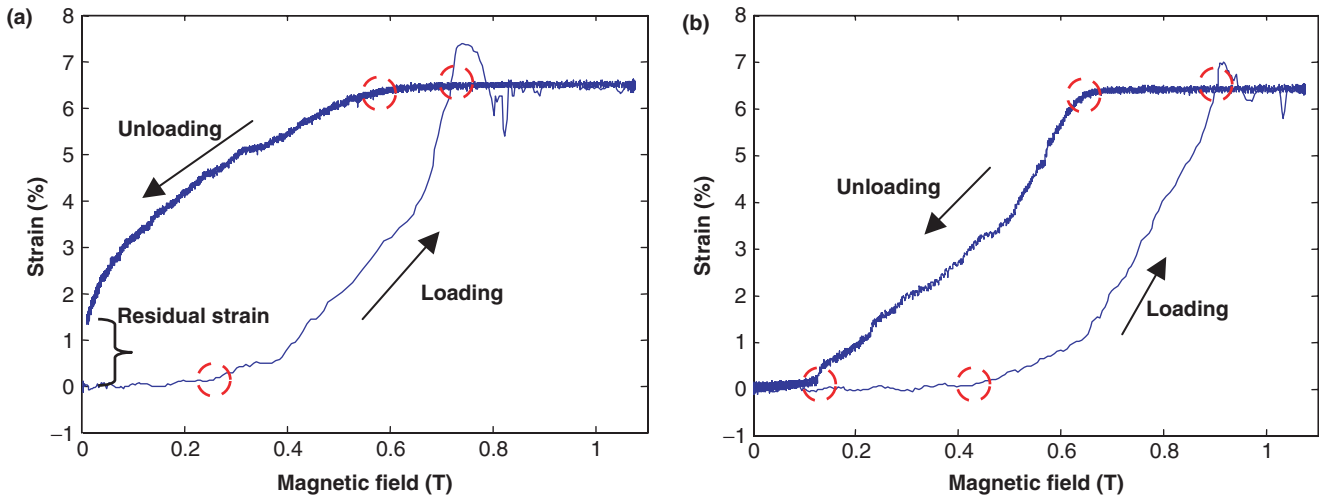 (a)
8
7
6
5
4
3
2
1
0
−1
Strain (%)
Unloading
Loading
Residual strain
0
0.2
0.4
0.6
0.8
1
Magnetic field (T)
(b)
8
7
6
5
4
3
2
1
0
−1
Strain (%)
Unloading
Loading
0
0.2
0.4
0.6
0.8
1
Magnetic field (T)